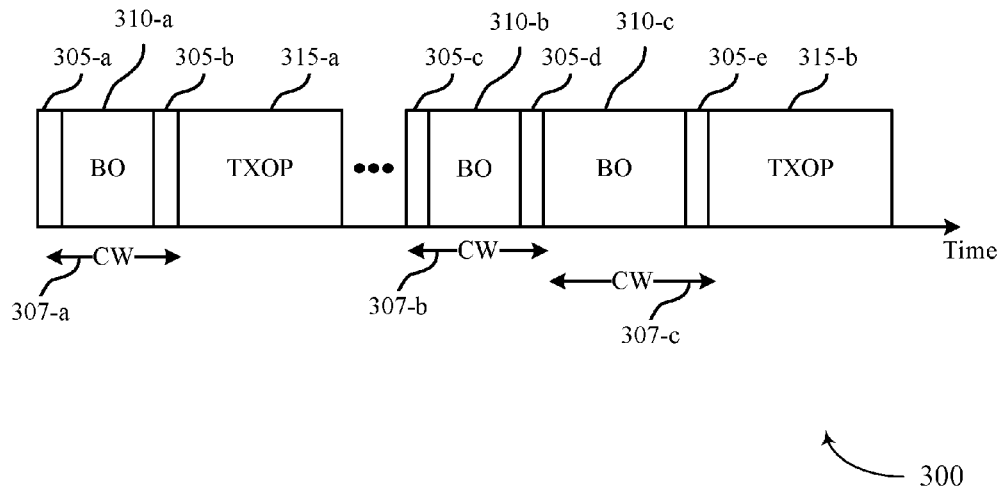 310-a 310-b 310-c
305-a 305-b 315-a 305-c 305-d 305-e 315-b
BO TXOP BO BO TXOP
Time
CW CW
CW
307-a 307-b 307-c
300